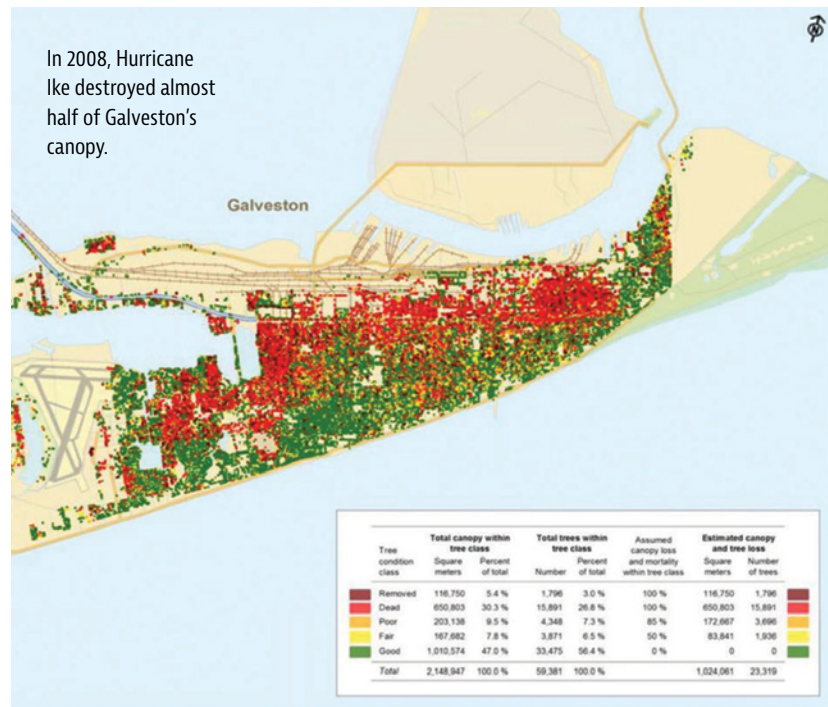 In 2008, Hurricane
Ike destroyed almost
half of Galveston's
canopy.
N
Galveston
Total canopy within tree class Total trees within tree class Assumed canopy loss and mortality within tree class Estimated canopy and tree loss
Tree condition class Square meters Percent of total Number Percent of total Square meters Number of trees
Removed 116,750 5.4 % 1,796 3.0 % 100 % 116,750 1,796
Dead 650,803 30.3 % 15,891 26.8 % 100 % 650,803 15,891
Poor 203,138 9.5 % 4,348 7.3 % 85 % 172,667 3,696
Fair 167,682 7.8 % 3,871 6.5 % 50 % 83,841 1,936
Good 1,010,574 47.0 % 33,475 56.4 % 0 % 0 0
Total 2,148,947 100.0 % 59,381 100.0 % 1,024,061 23,319